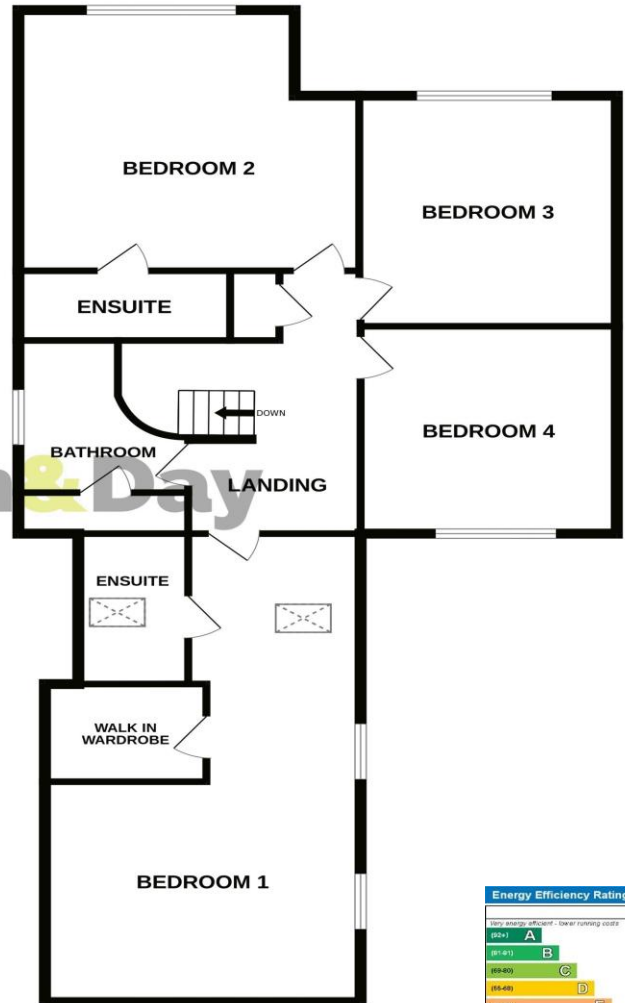 BEDROOM 2
BEDROOM 3
ENSUITE
DOWN
BEDROOM 4
BATHROOM
&Day
LANDING
ENSUITE
WALK IN
WARDROBE
BEDROOM 1
Energy Efficiency Rating
Very energy efficient - lower running costs
(92+) A
(81-91) B
(69-80) C
(55-68) D